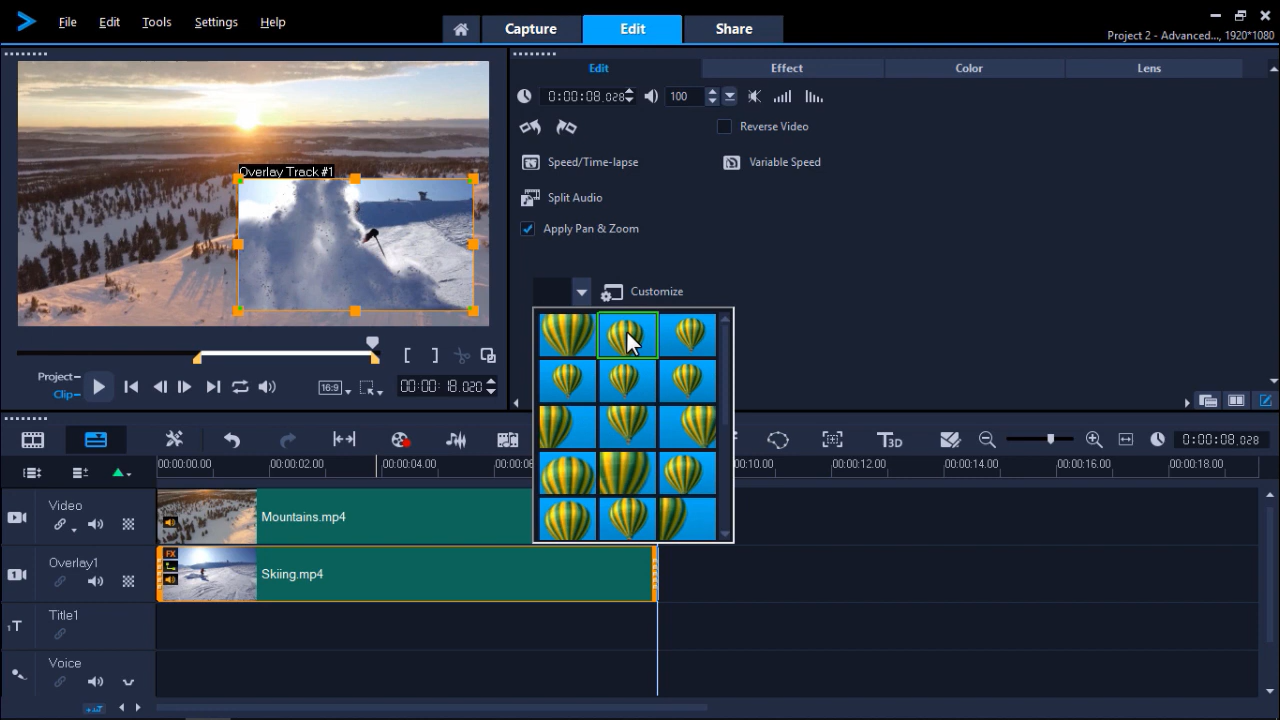 File Edit Tools Settings Help
Capture Edit Share
Project 2 - Advanced..., 1920*1080
Edit Effect Color Lens
0:00:08.028 100
Reverse Video
Speed/Time-lapse Variable Speed
Split Audio
Apply Pan & Zoom
Customize
Overlay Track #1
Project
Clip
16:9
00:00:18.020
T3D
0:00:08.028
00:00:00.00 00:00:02.00 00:00:04.00 00:00:10.00 00:00:12.00 00:00:14.00 00:00:16.00 00:00:18.00
Video
Mountains.mp4
Overlay1
FX
Skiing.mp4
Title1
1T
Voice